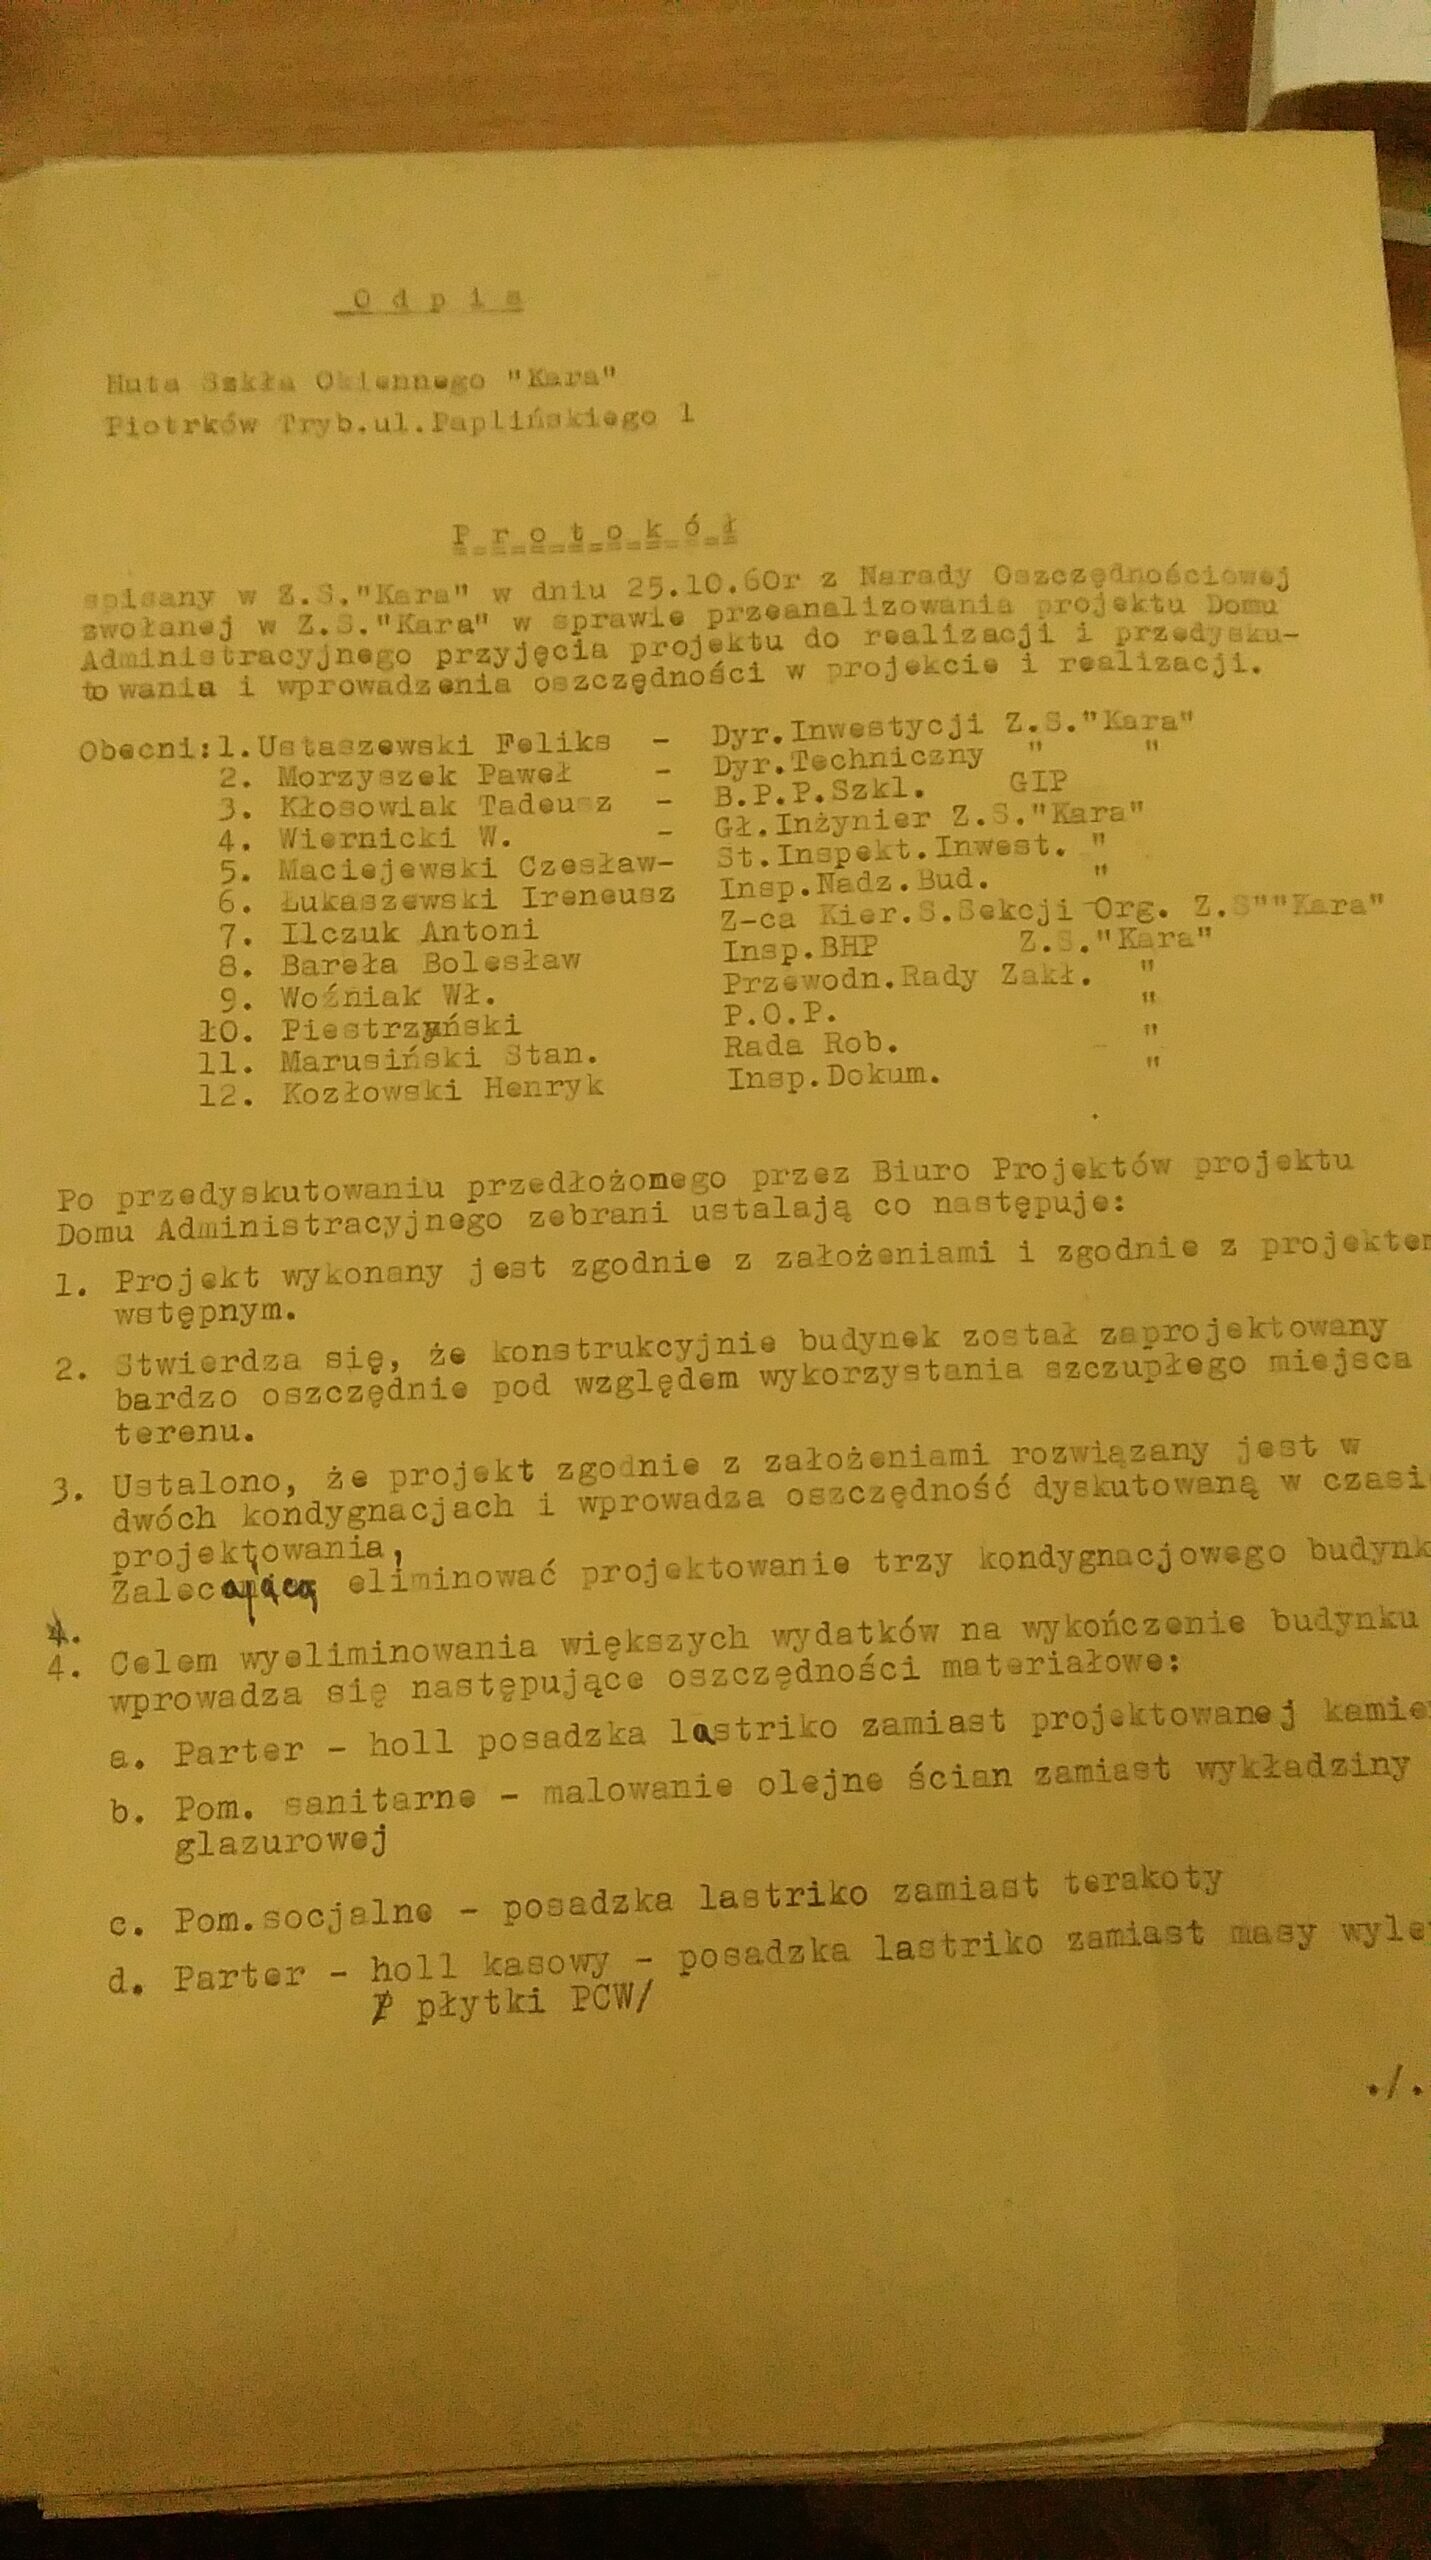 O d p i s
Huta Szkła Okiennego "Kara"
Piotrków Tryb.ul.Paplińskiego 1
P r o t o k ó ł
spisany w Z.S."Kara" w dniu 25.10.60r z Narady Oszczędnościowej
zwołanej w Z.S."Kara" w sprawie przeanalizowania projektu Domu
Administracyjnego przyjęcia projektu do realizacji i przedysku-
towania i wprowadzenia oszczędności w projekcie i realizacji.
Obecni:1.Ustaszewski Feliks - Dyr.Inwestycji Z.S."Kara"
2. Morzyszek Paweł - Dyr.Techniczny " "
3. Kłosowiak Tadeusz - B.P.P.Szkl. GIP
4. Wiernicki W. - Gł.Inżynier Z.S."Kara"
5. Maciejewski Czesław- St.Inspekt.Inwest. "
6. Łukaszewski Ireneusz Insp.Nadz.Bud. "
7. Ilczuk Antoni Z-ca Kier.S.Sekcji Org. Z.S""Kara"
8. Bareła Bolesław Insp.BHP Z.S."Kara"
9. Woźniak Wł. Przewodn.Rady Zakł. "
10. Piestrzyński P.O.P. "
11. Marusiński Stan. Rada Rob. "
12. Kozłowski Henryk Insp.Dokum. "
Po przedyskutowaniu przedłożonego przez Biuro Projektów projektu
Domu Administracyjnego zebrani ustalają co następuje:
1. Projekt wykonany jest zgodnie z założeniami i zgodnie z projektem
wstępnym.
2. Stwierdza się, że konstrukcyjnie budynek został zaprojektowany
bardzo oszczędnie pod względem wykorzystania szczupłego miejsca
terenu.
3. Ustalono, że projekt zgodnie z założeniami rozwiązany jest w
dwóch kondygnacjach i wprowadza oszczędność dyskutowaną w czasi
projektowania,
Zalecającą eliminować projektowanie trzy kondygnacjowego budynk
4.
4. Celem wyeliminowania większych wydatków na wykończenie budynku
wprowadza się następujące oszczędności materiałowe:
a. Parter - holl posadzka lastriko zamiast projektowanej kamie
b. Pom. sanitarne - malowanie olejne ścian zamiast wykładziny
glazurowej
c. Pom.socjalne - posadzka lastriko zamiast terakoty
d. Parter - holl kasowy - posadzka lastriko zamiast masy wyle
/ płytki PCW/
./.